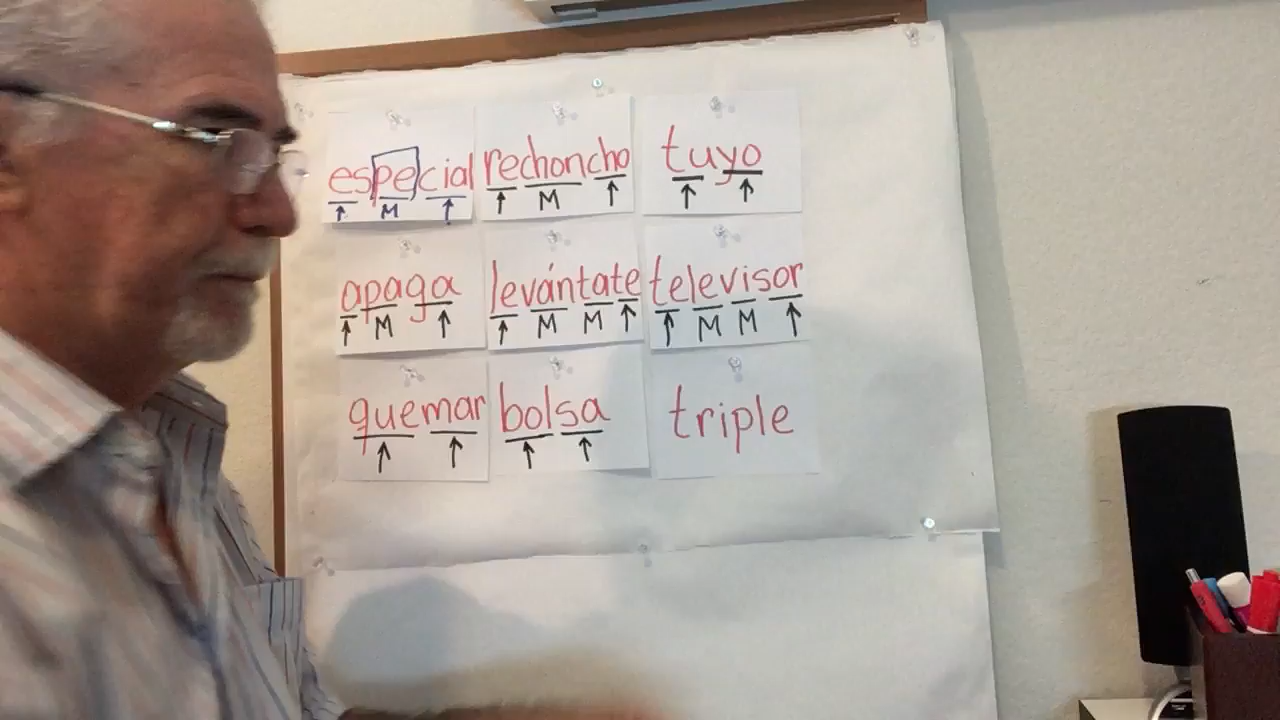 especial rechoncho tuyo
↑ M ↑ ↑ M ↑ ↑ ↑
apaga levántate televisor
↑ M ↑ ↑ M M ↑ ↑ M M ↑
quemar bolsa triple
↑ ↑ ↑ ↑